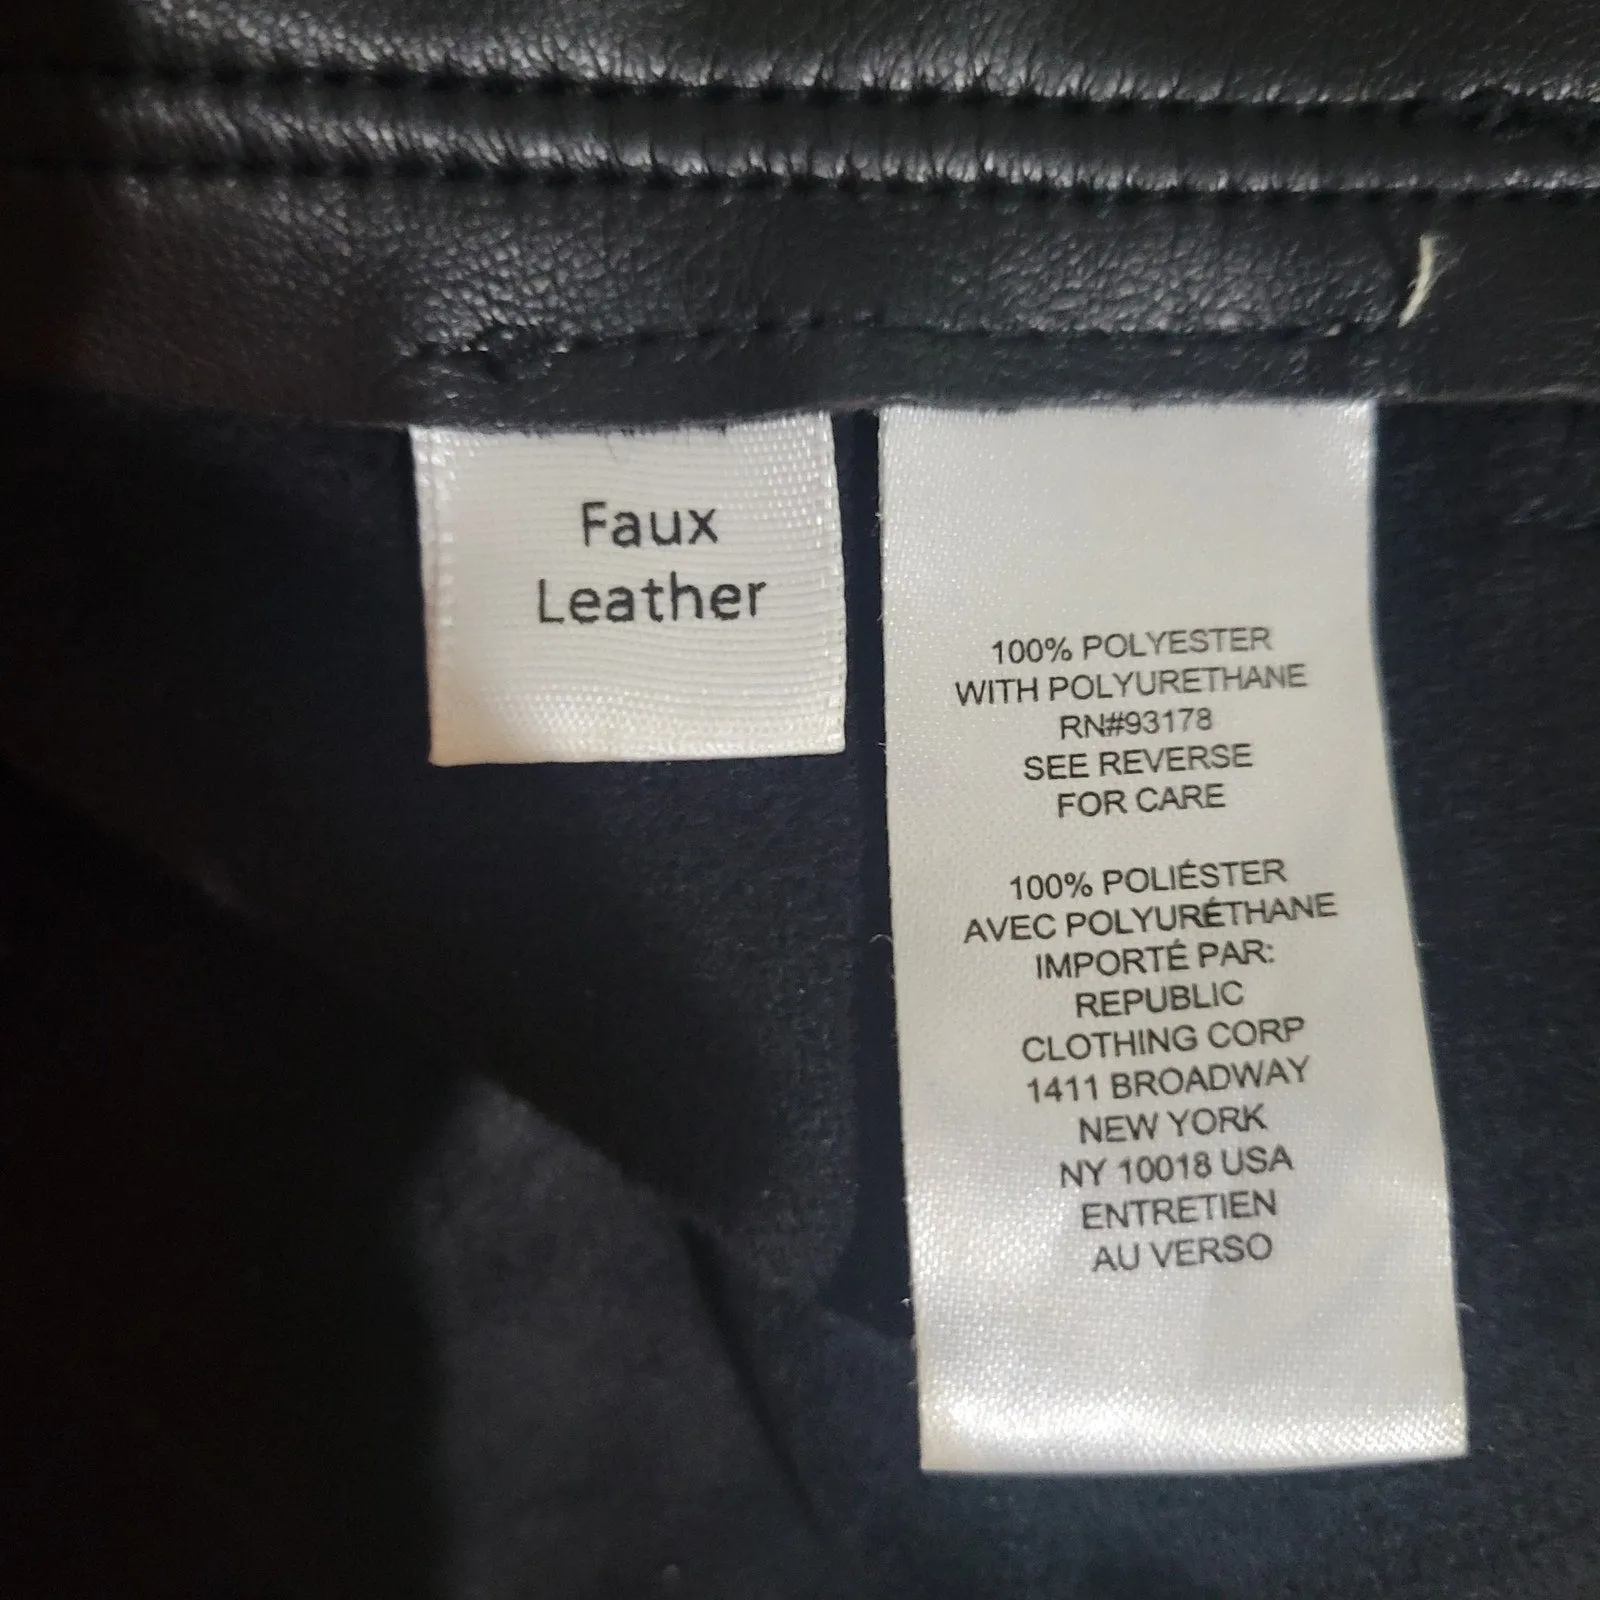 Faux
Leather
100% POLYESTER
WITH POLYURETHANE
RN#93178
SEE REVERSE
FOR CARE
100% POLIÉSTER
AVEC POLYURÉTHANE
IMPORTÉ PAR:
REPUBLIC
CLOTHING CORP
1411 BROADWAY
NEW YORK
NY 10018 USA
ENTRETIEN
AU VERSO